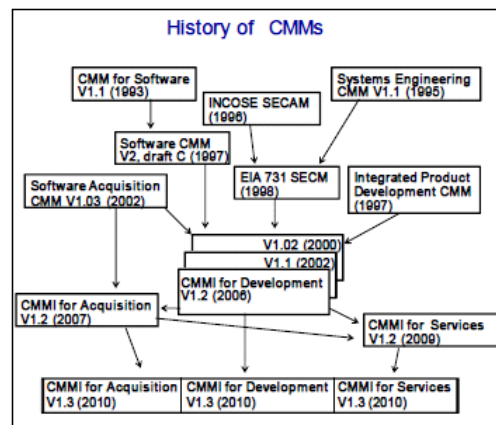 History of CMMs
CMM for Software
V1.1 (1993)
Systems Engineering
CMM V1.1 (1995)
INCOSE SECAM
(1996)
Software CMM
V2, draft C (1997)
EIA 731 SECM
(1998)
Integrated Product
Development CMM
(1997)
Software Acquisition
CMM V1.03 (2002)
V1.02 (2000)
V1.1 (2002)
CMMI for Development
V1.2 (2006)
CMMI for Acquisition
V1.2 (2007)
CMMI for Services
V1.2 (2009)
CMMI for Acquisition
V1.3 (2010)
CMMI for Development
V1.3 (2010)
CMMI for Services
V1.3 (2010)